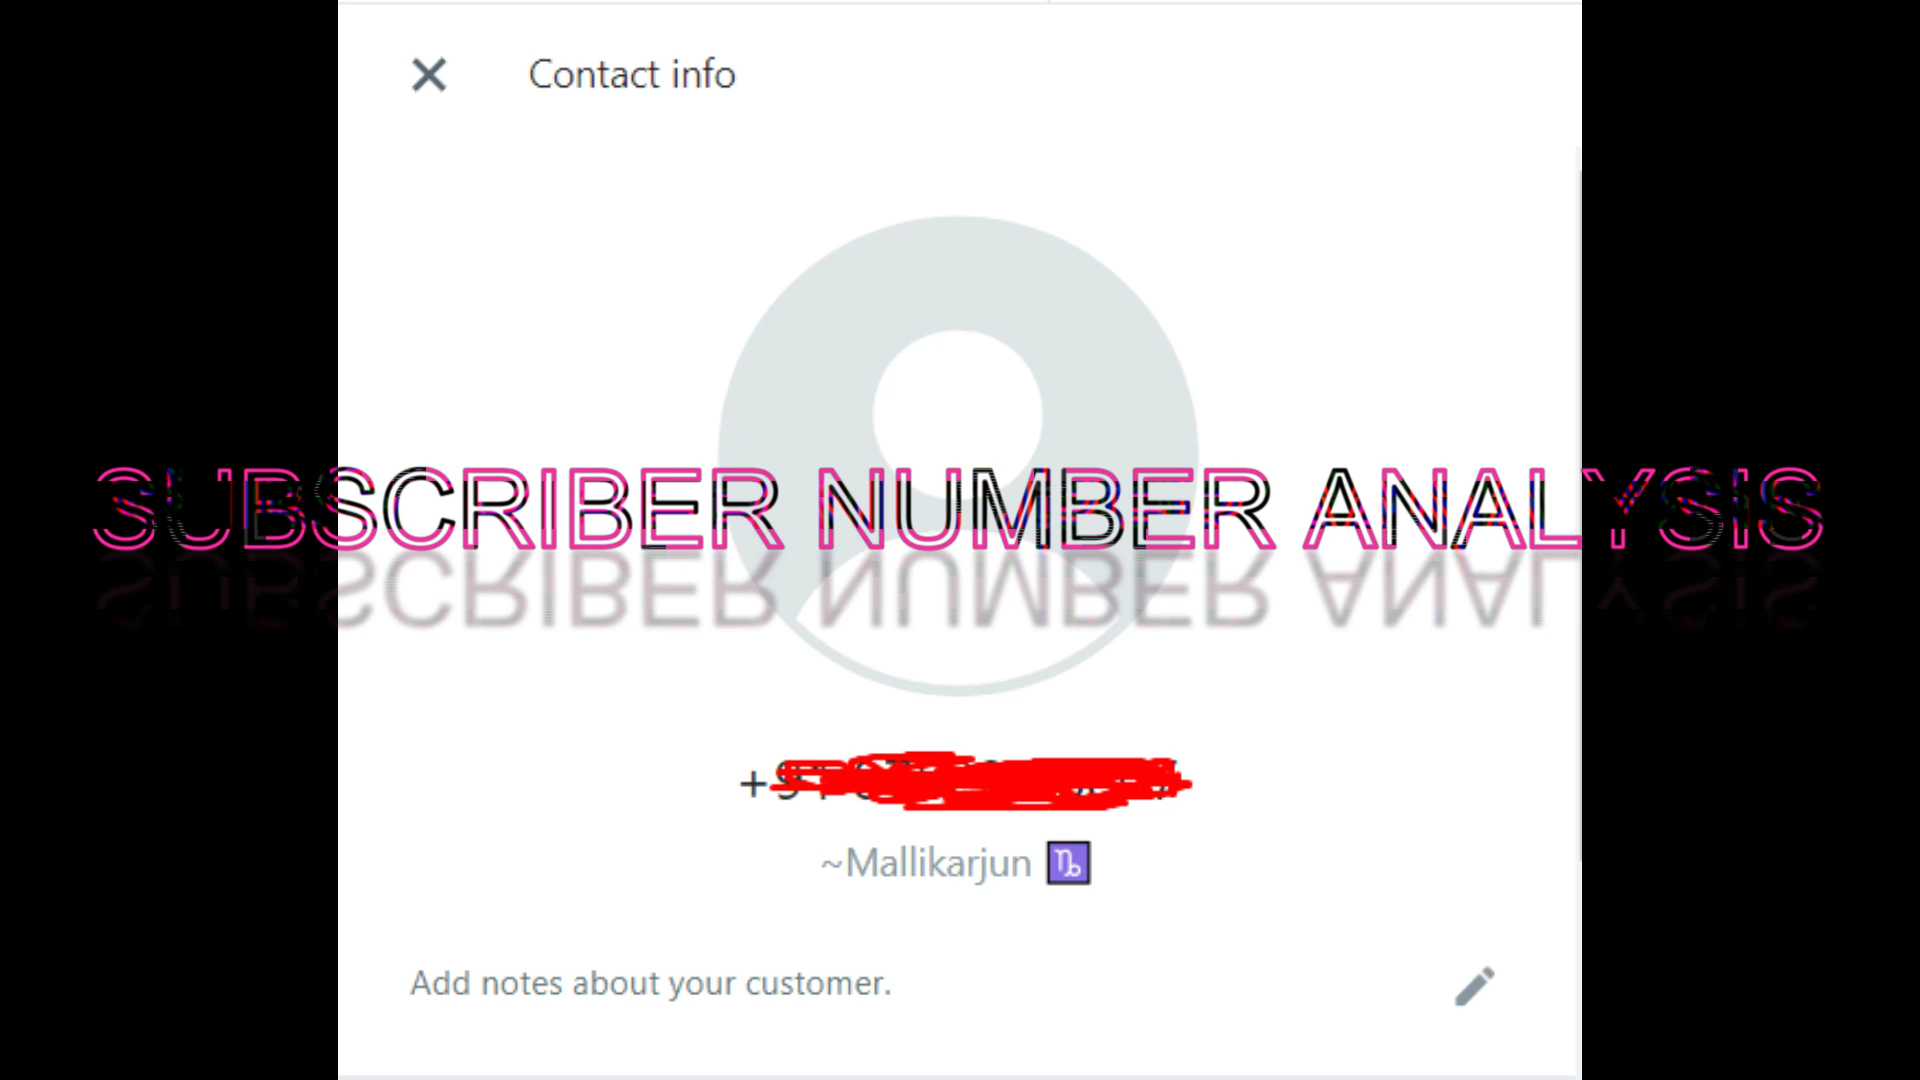 Contact info
SUBSCRIBER NUMBER ANALYSIS
~Mallikarjun ♑
Add notes about your customer.